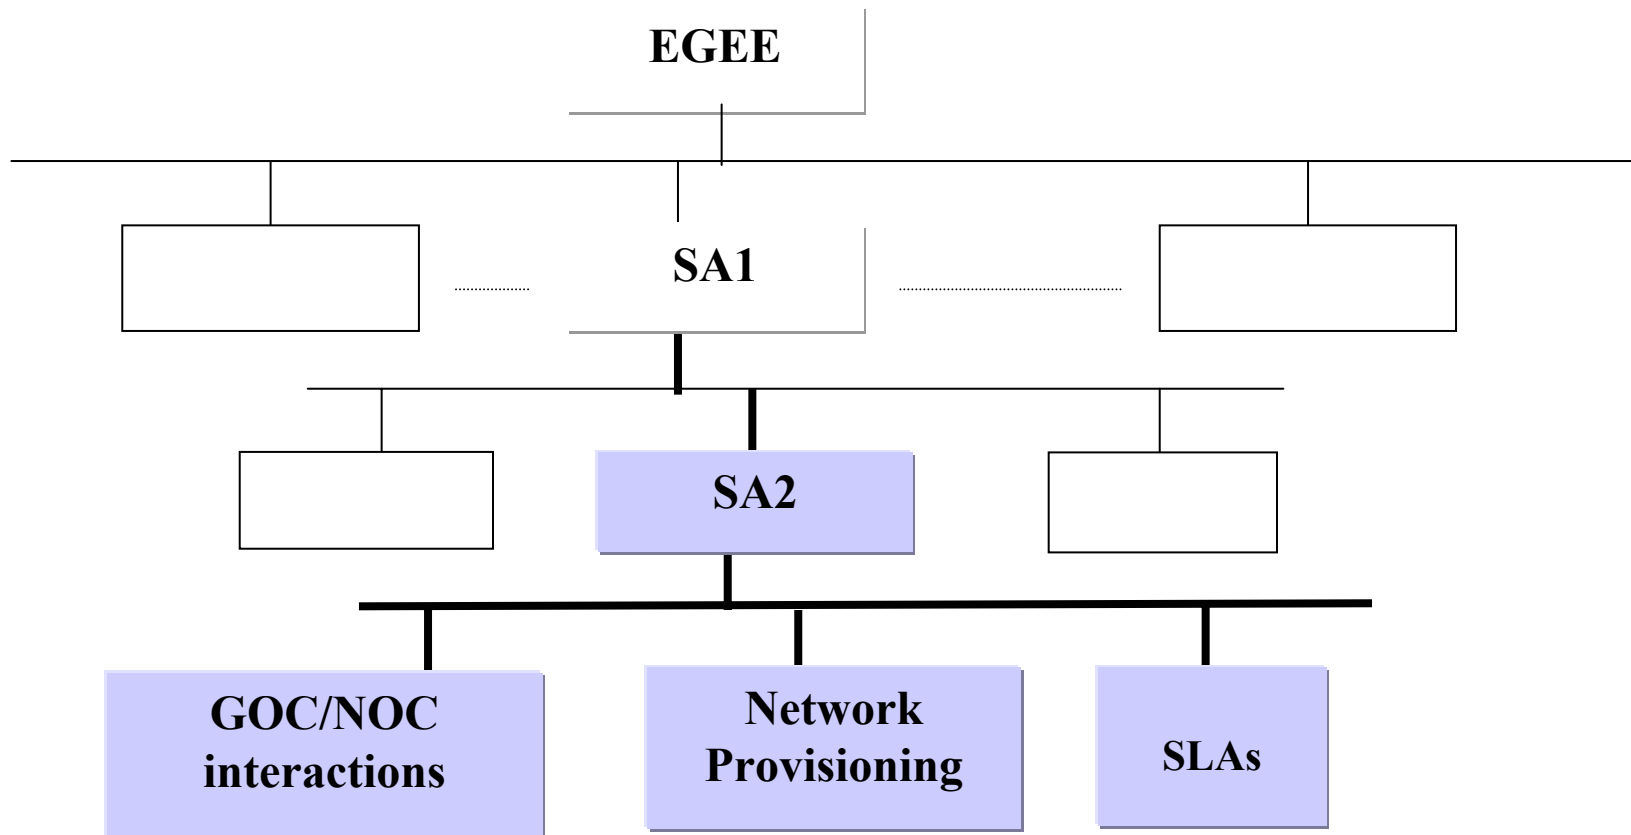 EGEE
SA1
SA2
GOC/NOC
interactions
Network
Provisioning
SLAs